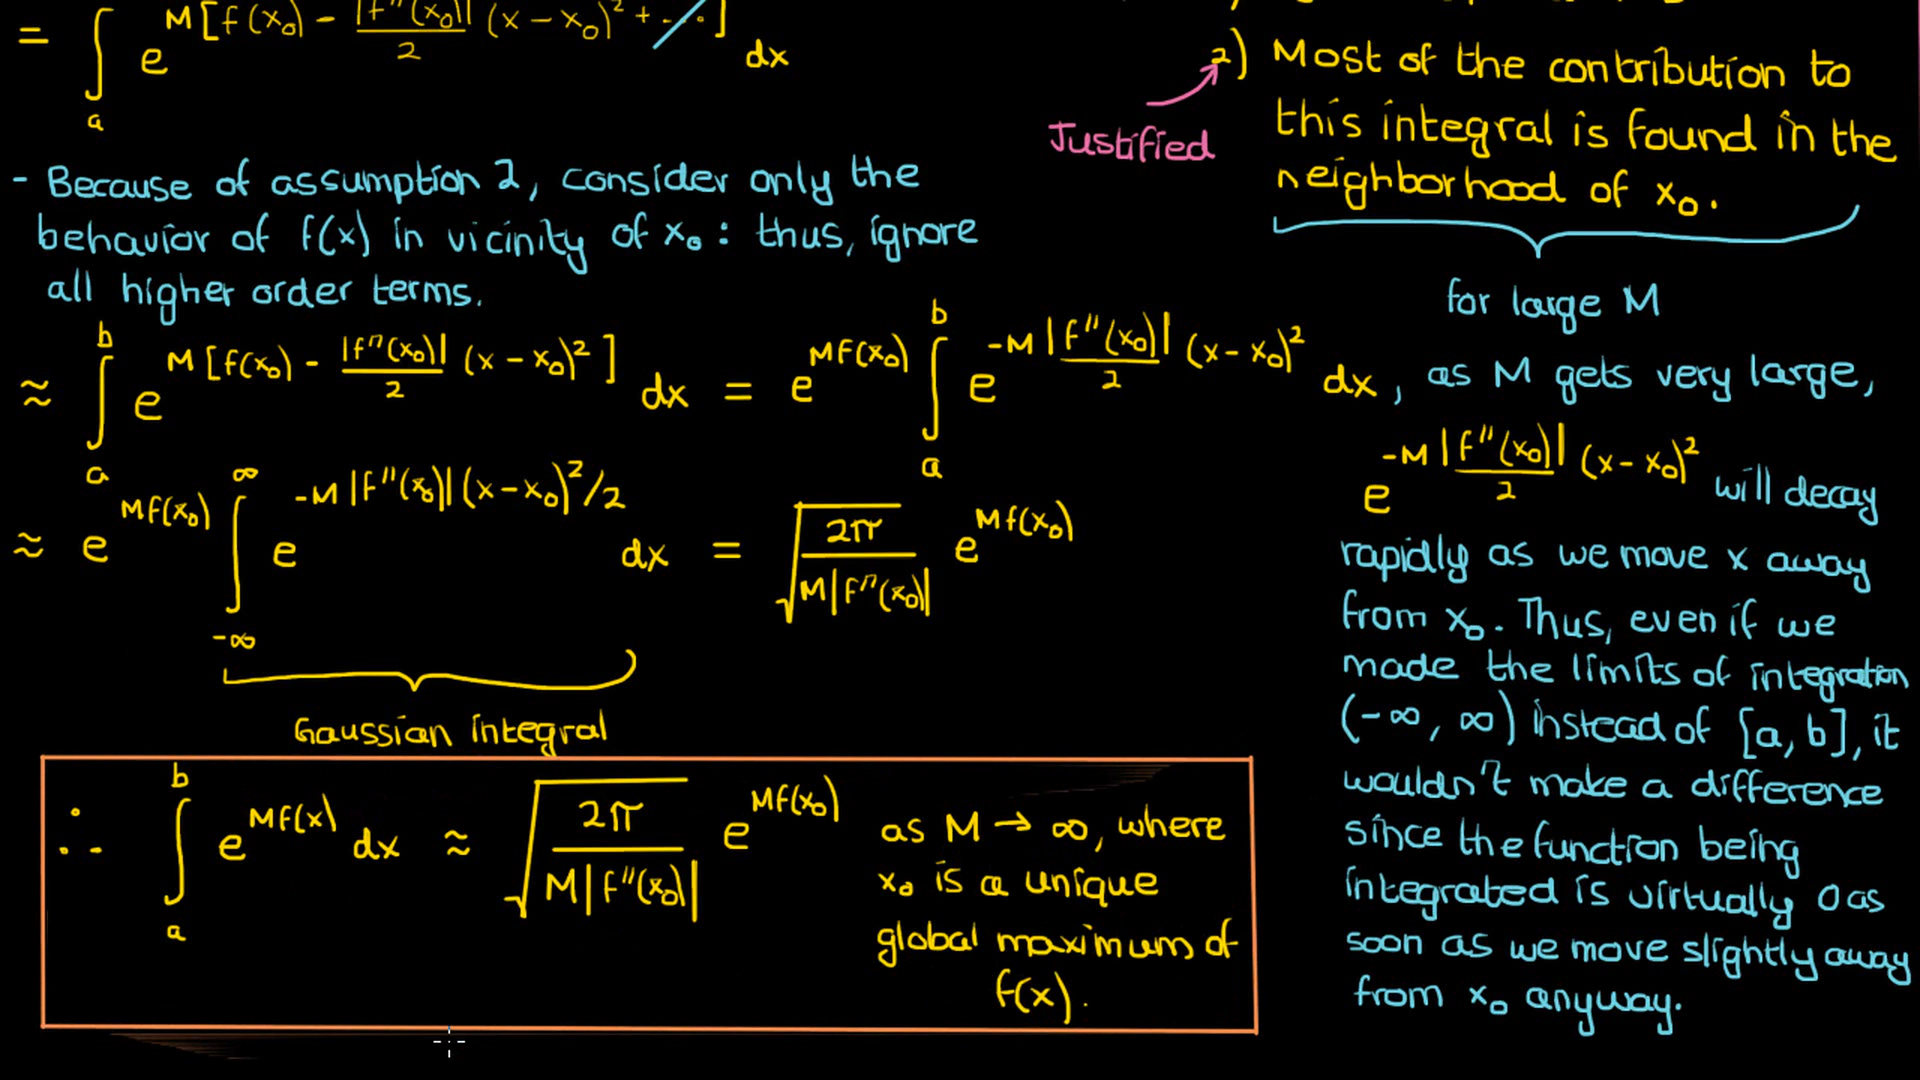 = ∫_a e^{M[f(x₀) - |f''(x₀)|/2 (x - x₀)² + ...]} dx
- Because of assumption 2, consider only the
behavior of f(x) in vicinity of x₀ : thus, ignore
all higher order terms.
≈ ∫_a^b e^{M[f(x₀) - |f''(x₀)|/2 (x - x₀)²]} dx = e^{Mf(x₀)} ∫_a^b e^{-M |f''(x₀)|/2 (x - x₀)²} dx
≈ e^{Mf(x₀)} ∫_{-∞}^{∞} e^{-M |f''(x₀)| (x - x₀)²/2} dx = √(2π / M|f''(x₀)|) e^{Mf(x₀)}
Gaussian integral
∴ ∫_a^b e^{Mf(x)} dx ≈ √(2π / M|f''(x₀)|) e^{Mf(x₀)}
as M → ∞, where
x₀ is a unique
global maximum of
f(x).
Justified
2) Most of the contribution to
this integral is found in the
neighborhood of x₀.
for large M
, as M gets very large,
e^{-M |f''(x₀)|/2 (x - x₀)²} will decay
rapidly as we move x away
from x₀. Thus, even if we
made the limits of integration
(-∞, ∞) instead of [a, b], it
wouldn't make a difference
since the function being
integrated is virtually 0 as
soon as we move slightly away
from x₀ anyway.